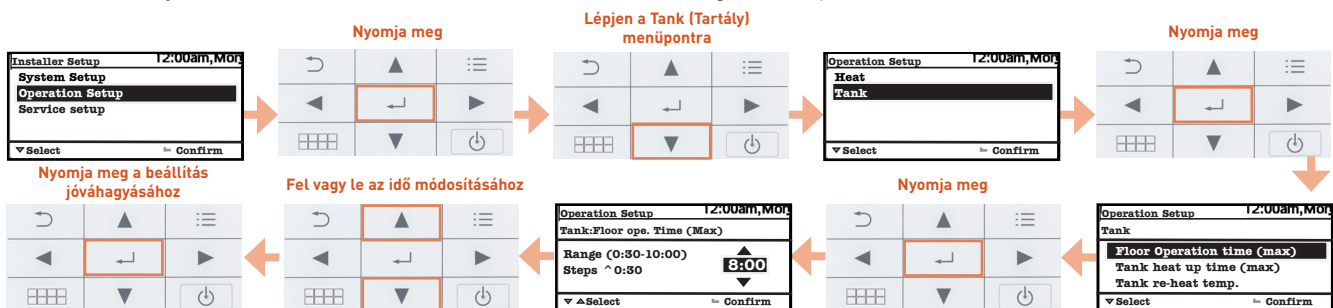 Nyomja meg
Lépjen a Tank (Tartály)
menüpontra
Nyomja meg
Installer Setup 12:00am,Mon
System Setup
Operation Setup
Service setup
▼Select Confirm
Operation Setup 12:00am,Mon
Heat
Tank
▼Select Confirm
Nyomja meg a beállítás
jóváhagyásához
Fel vagy le az idő módosításához
Nyomja meg
Operation Setup 12:00am,Mon
Tank:Floor ope. Time (Max)
Range (0:30-10:00)
Steps ^0:30
8:00
▼ ▲Select Confirm
Operation Setup 12:00am,Mon
Tank
Floor Operation time (max)
Tank heat up time (max)
Tank re-heat temp.
▼Select Confirm